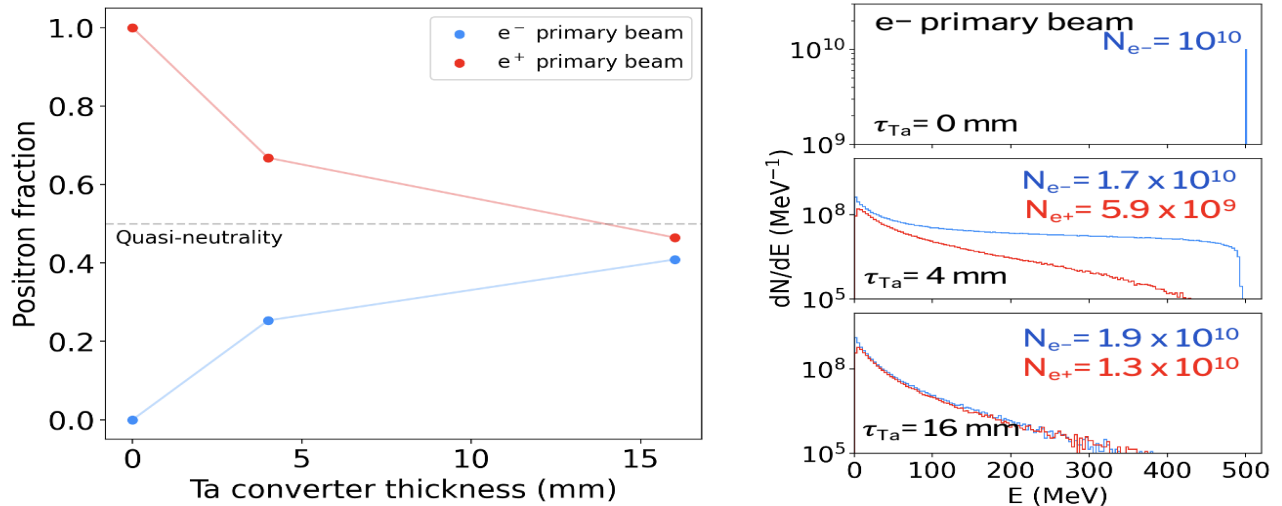 1.0
0.8
0.6
0.4
0.2
0.0
Positron fraction
e⁻ primary beam
e⁺ primary beam
Quasi-neutrality
0 5 10 15
Ta converter thickness (mm)
e− primary beam
N_e−= 10¹⁰
10¹⁰
τ_Ta= 0 mm
10⁹
dN/dE (MeV⁻¹)
N_e−= 1.7 x 10¹⁰
10⁸
N_e+= 5.9 x 10⁹
τ_Ta= 4 mm
10⁵
N_e−= 1.9 x 10¹⁰
10⁸
N_e+= 1.3 x 10¹⁰
τ_Ta= 16 mm
10⁵
0 100 200 300 400 500
E (MeV)